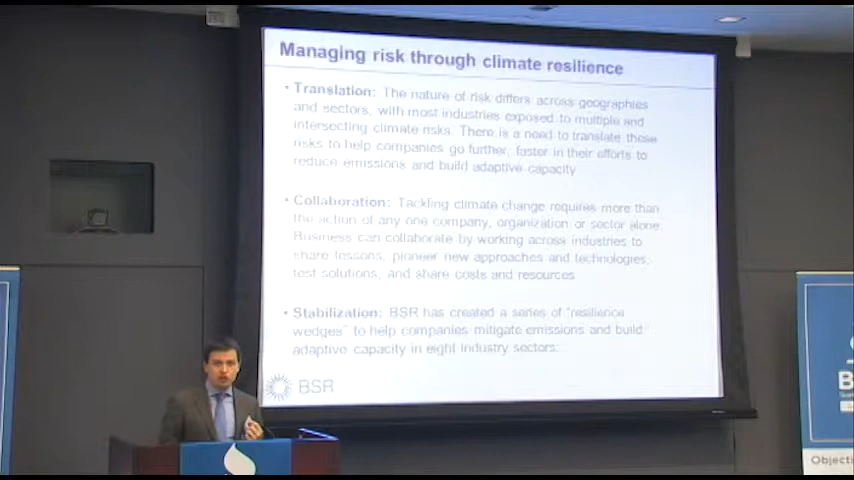 Managing risk through climate resilience
• Translation: The nature of risk differs across geographies
and sectors, with most industries exposed to multiple and
intersecting climate risks. There is a need to translate these
risks to help companies go further, faster in their efforts to
reduce emissions and build adaptive capacity
• Collaboration: Tackling climate change requires more than
the action of any one company, organization or sector alone.
Business can collaborate by working across industries to
share lessons, pioneer new approaches and technologies,
test solutions, and share costs and resources
• Stabilization: BSR has created a series of "resilience
wedges" to help companies mitigate emissions and build
adaptive capacity in eight industry sectors.
BSR